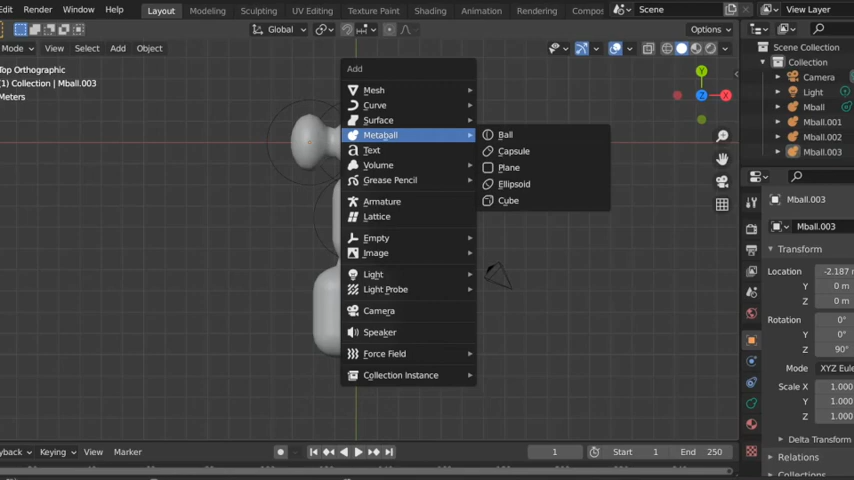 Edit Render Window Help Layout Modeling Sculpting UV Editing Texture Paint Shading Animation Rendering Compos Scene View Layer
Global Options
Mode View Select Add Object
Top Orthographic
(1) Collection | Mball.003
Meters
Add
Mesh
Curve
Surface
Metaball
Text
Volume
Grease Pencil
Armature
Lattice
Empty
Image
Light
Light Probe
Camera
Speaker
Force Field
Collection Instance
Ball
Capsule
Plane
Ellipsoid
Cube
Y
X
Z
Scene Collection
Collection
Camera
Light
Mball
Mball.001
Mball.002
Mball.003
Mball.003
Mball.003
Transform
Location -2.187
Y 0 m
Z 0 m
Rotation 0°
Y 0°
Z 90°
Mode XYZ Eule
Scale X 1.000
Y 1.000
Z 1.000
Delta Transform
Relations
Collections
yback Keying View Marker 1 Start 1 End 250